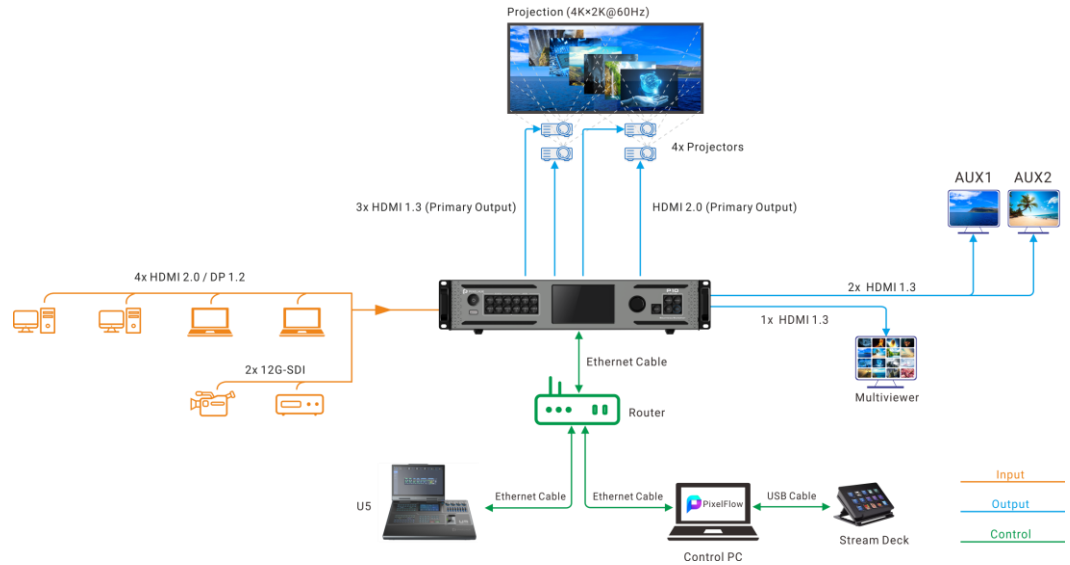 Projection (4K×2K@60Hz)
4x Projectors
3x HDMI 1.3 (Primary Output)
HDMI 2.0 (Primary Output)
AUX1
AUX2
4x HDMI 2.0 / DP 1.2
2x HDMI 1.3
1x HDMI 1.3
P10
2x 12G-SDI
Ethernet Cable
Multiviewer
Router
U5
Ethernet Cable
Ethernet Cable
PixelFlow
USB Cable
Control PC
Stream Deck
Input
Output
Control